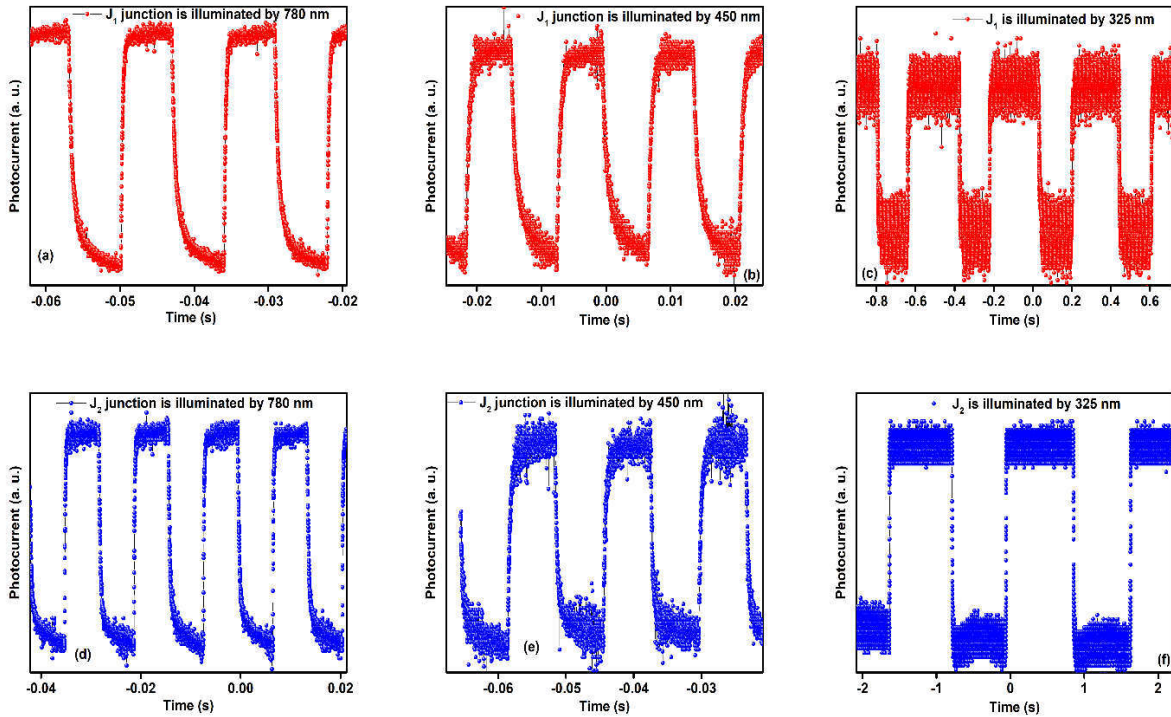 J1 junction is illuminated by 780 nm
Photocurrent (a. u.)
(a)
-0.06 -0.05 -0.04 -0.03 -0.02
Time (s)
J1 junction is illuminated by 450 nm
Photocurrent (a. u.)
(b)
-0.02 -0.01 0.00 0.01 0.02
Time (s)
J1 is illuminated by 325 nm
Photocurrent (a. u.)
(c)
-0.8 -0.6 -0.4 -0.2 0.0 0.2 0.4 0.6
Time (s)
J2 junction is illuminated by 780 nm
Photocurrent (a. u.)
(d)
-0.04 -0.02 0.00 0.02
Time (s)
J2 junction is illuminated by 450 nm
Photocurrent (a. u.)
(e)
-0.06 -0.05 -0.04 -0.03
Time (s)
J2 is illuminated by 325 nm
Photocurrent (a. u.)
(f)
-2 -1 0 1 2
Time (s)